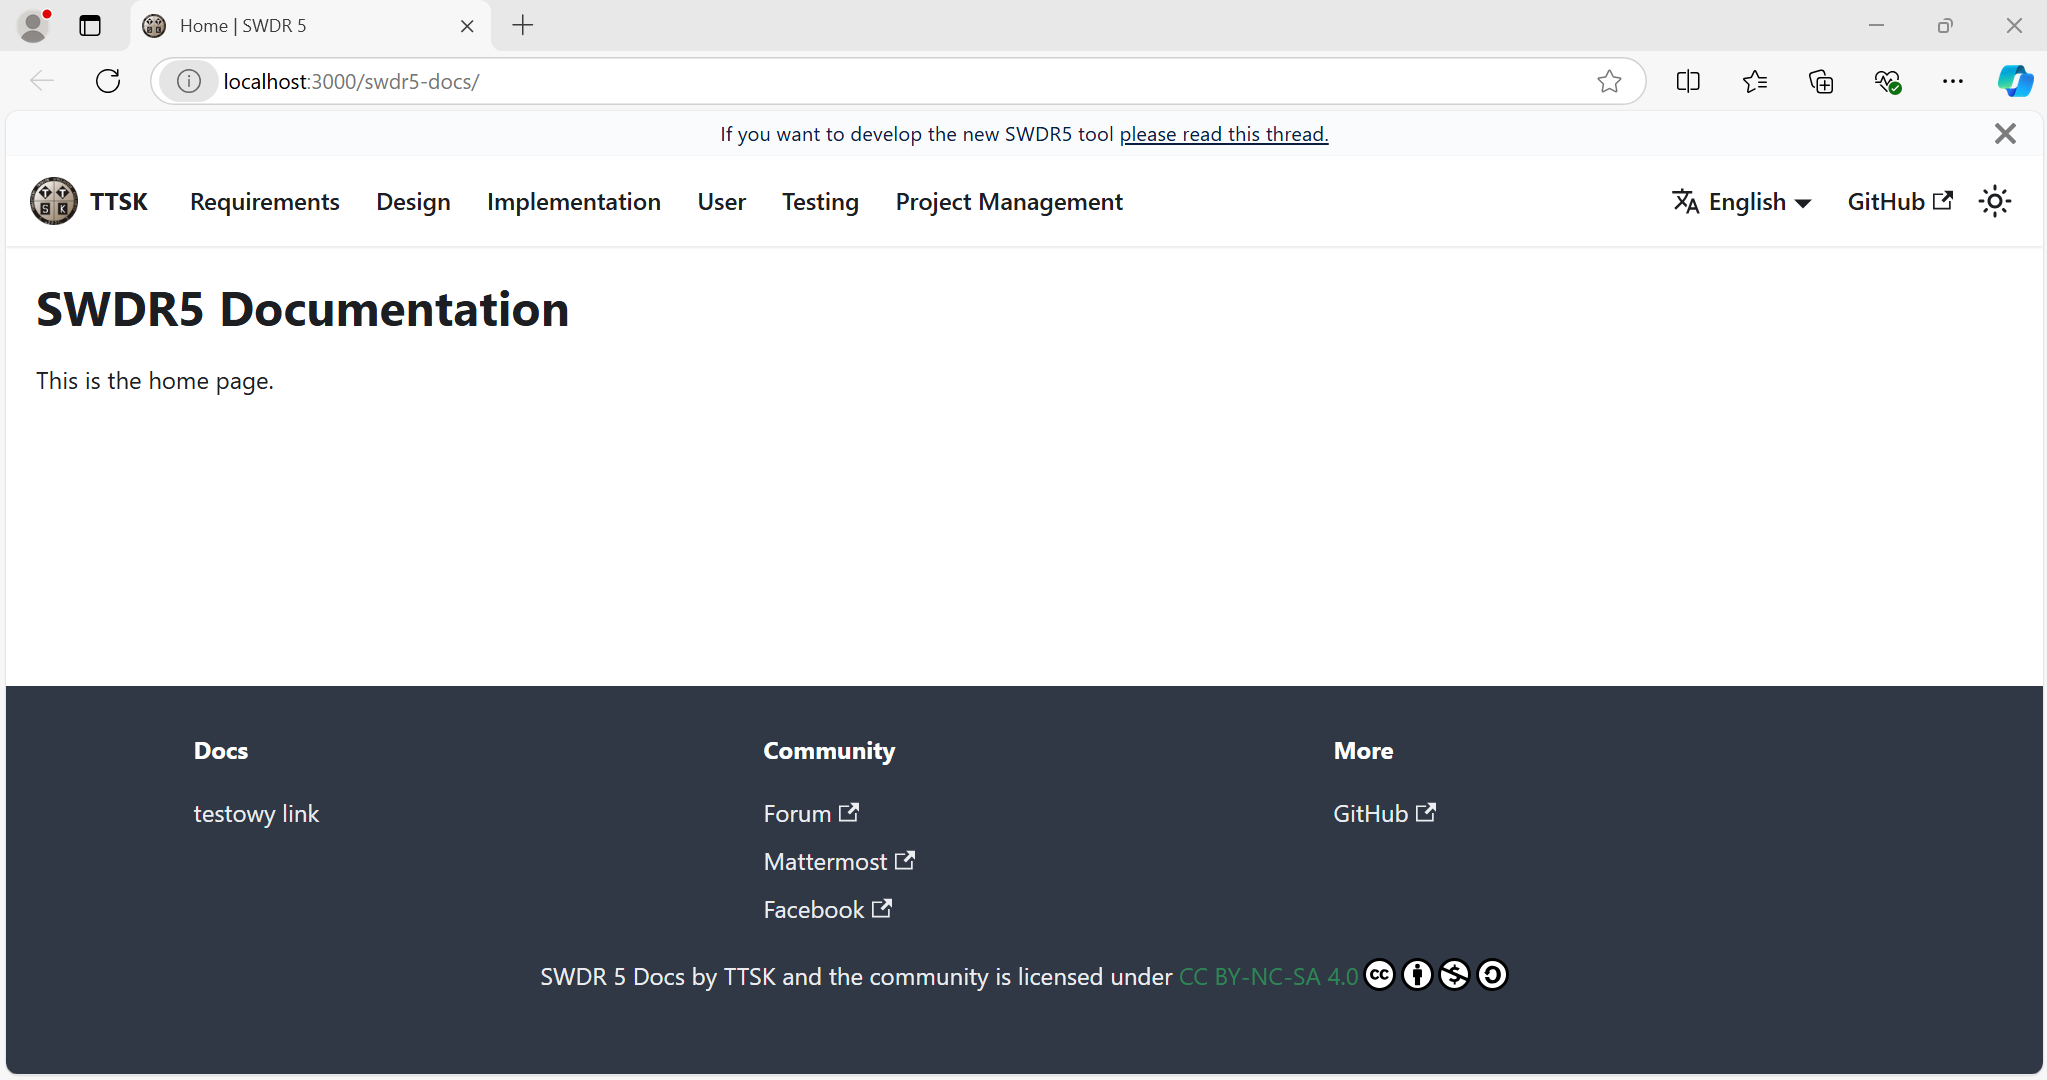 Home | SWDR 5
localhost:3000/swdr5-docs/
If you want to develop the new SWDR5 tool please read this thread.
TTSK Requirements Design Implementation User Testing Project Management English GitHub
SWDR5 Documentation
This is the home page.
Docs Community More
testowy link Forum GitHub
Mattermost
Facebook
SWDR 5 Docs by TTSK and the community is licensed under CC BY-NC-SA 4.0